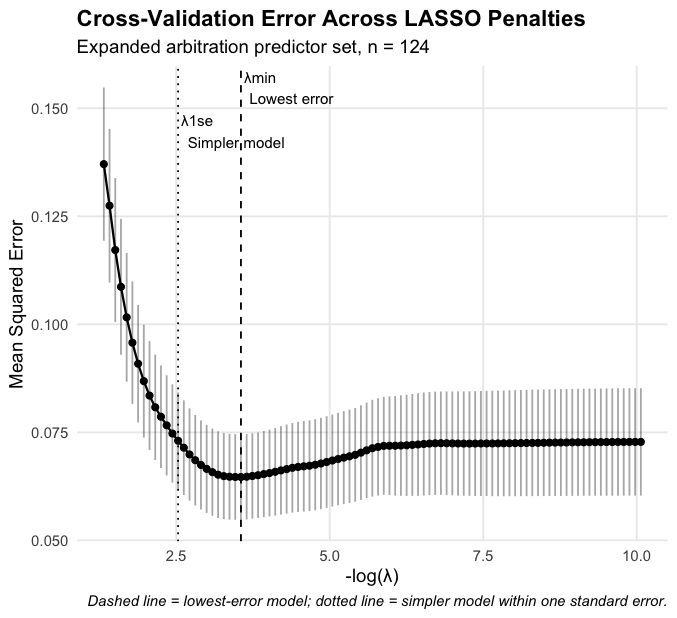 Cross-Validation Error Across LASSO Penalties
Expanded arbitration predictor set, n = 124
λmin
Lowest error
λ1se
Simpler model
0.150
0.125
0.100
0.075
0.050
Mean Squared Error
2.5
5.0
7.5
10.0
-log(λ)
Dashed line = lowest-error model; dotted line = simpler model within one standard error.